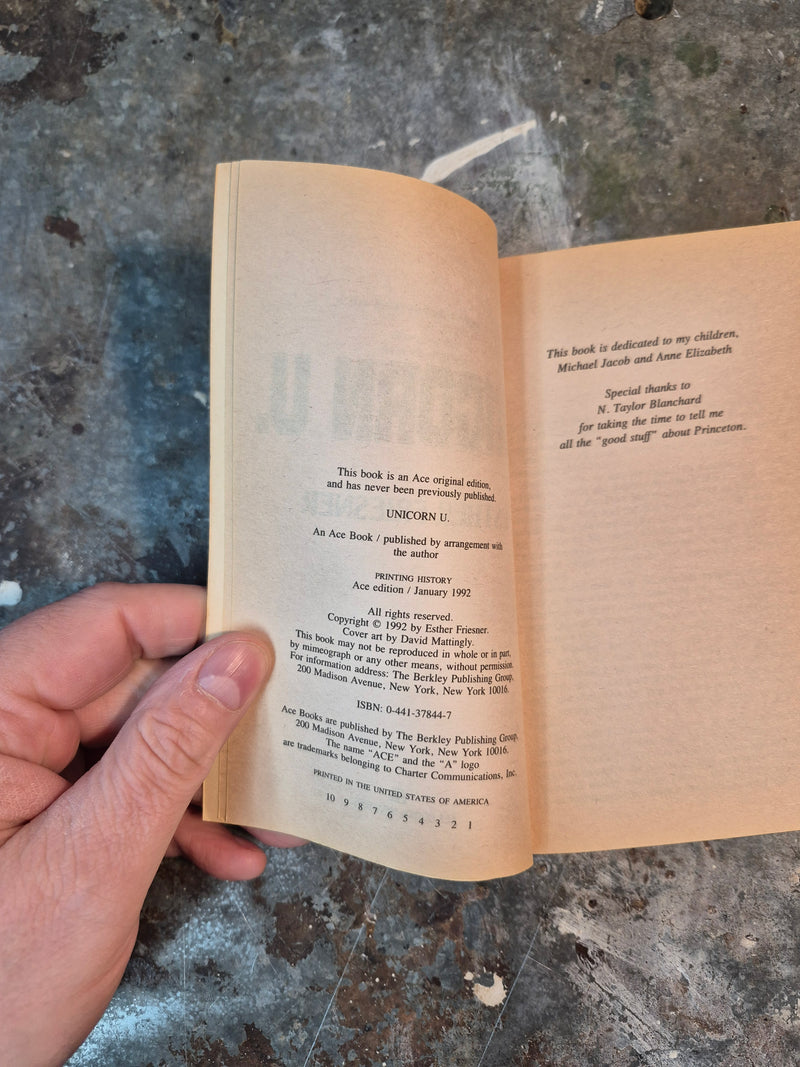 This book is an Ace original edition,
and has never been previously published.
UNICORN U.
An Ace Book / published by arrangement with
the author
PRINTING HISTORY
Ace edition / January 1992
All rights reserved.
Copyright © 1992 by Esther Friesner.
Cover art by David Mattingly.
This book may not be reproduced in whole or in part,
by mimeograph or any other means, without permission.
For information address: The Berkley Publishing Group,
200 Madison Avenue, New York, New York 10016.
ISBN: 0-441-37844-7
Ace Books are published by The Berkley Publishing Group,
200 Madison Avenue, New York, New York 10016.
The name "ACE" and the "A" logo
are trademarks belonging to Charter Communications, Inc.
PRINTED IN THE UNITED STATES OF AMERICA
10 9 8 7 6 5 4 3 2 1
This book is dedicated to my children,
Michael Jacob and Anne Elizabeth
Special thanks to
N. Taylor Blanchard
for taking the time to tell me
all the "good stuff" about Princeton.